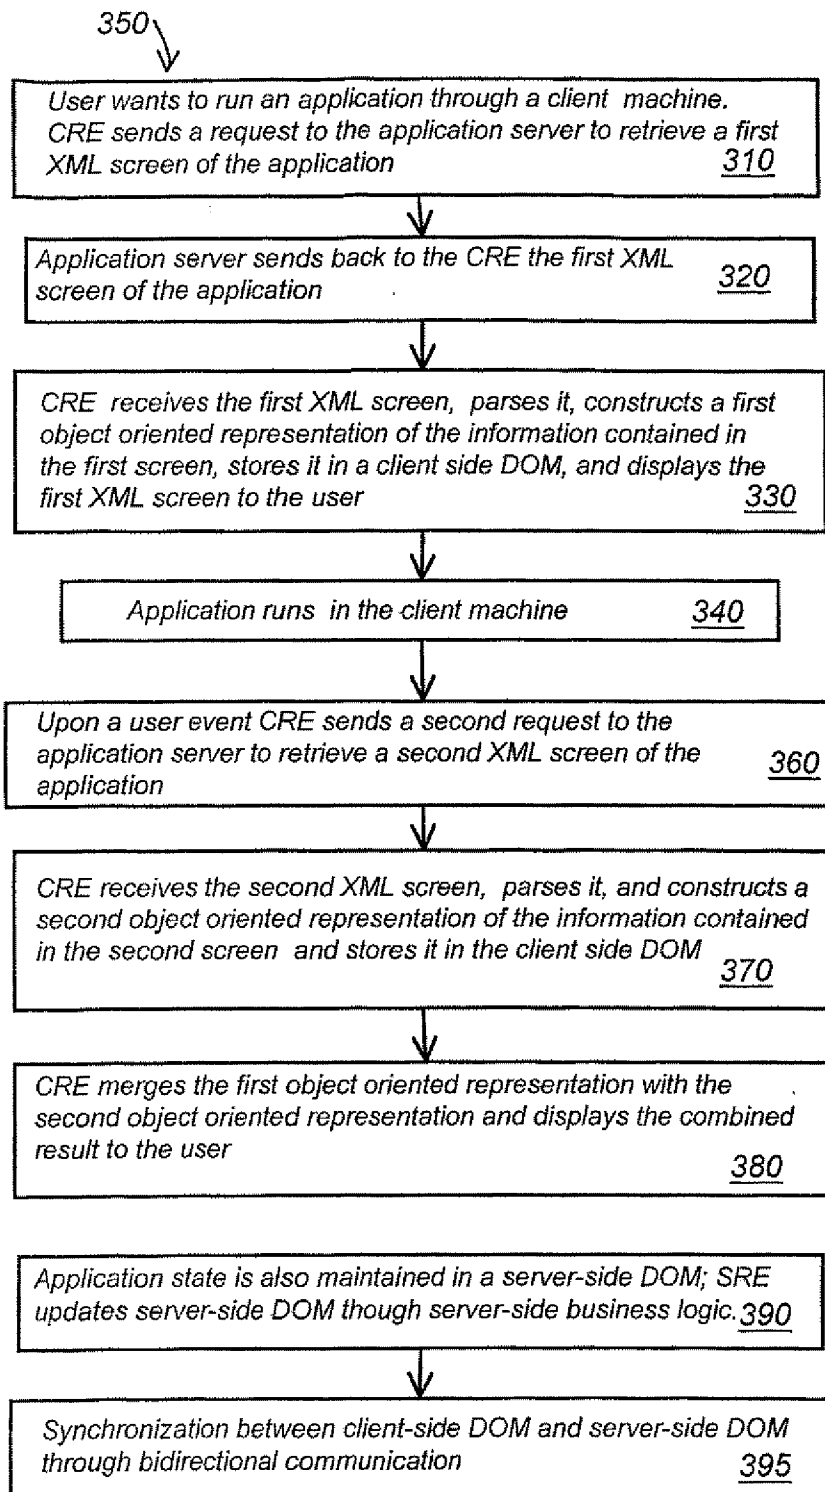 350
User wants to run an application through a client machine.
CRE sends a request to the application server to retrieve a first
XML screen of the application 310
Application server sends back to the CRE the first XML
screen of the application 320
CRE receives the first XML screen, parses it, constructs a first
object oriented representation of the information contained in
the first screen, stores it in a client side DOM, and displays the
first XML screen to the user 330
Application runs in the client machine 340
Upon a user event CRE sends a second request to the
application server to retrieve a second XML screen of the
application 360
CRE receives the second XML screen, parses it, and constructs a
second object oriented representation of the information contained
in the second screen and stores it in the client side DOM
370
CRE merges the first object oriented representation with the
second object oriented representation and displays the combined
result to the user
380
Application state is also maintained in a server-side DOM; SRE
updates server-side DOM though server-side business logic. 390
Synchronization between client-side DOM and server-side DOM
through bidirectional communication 395